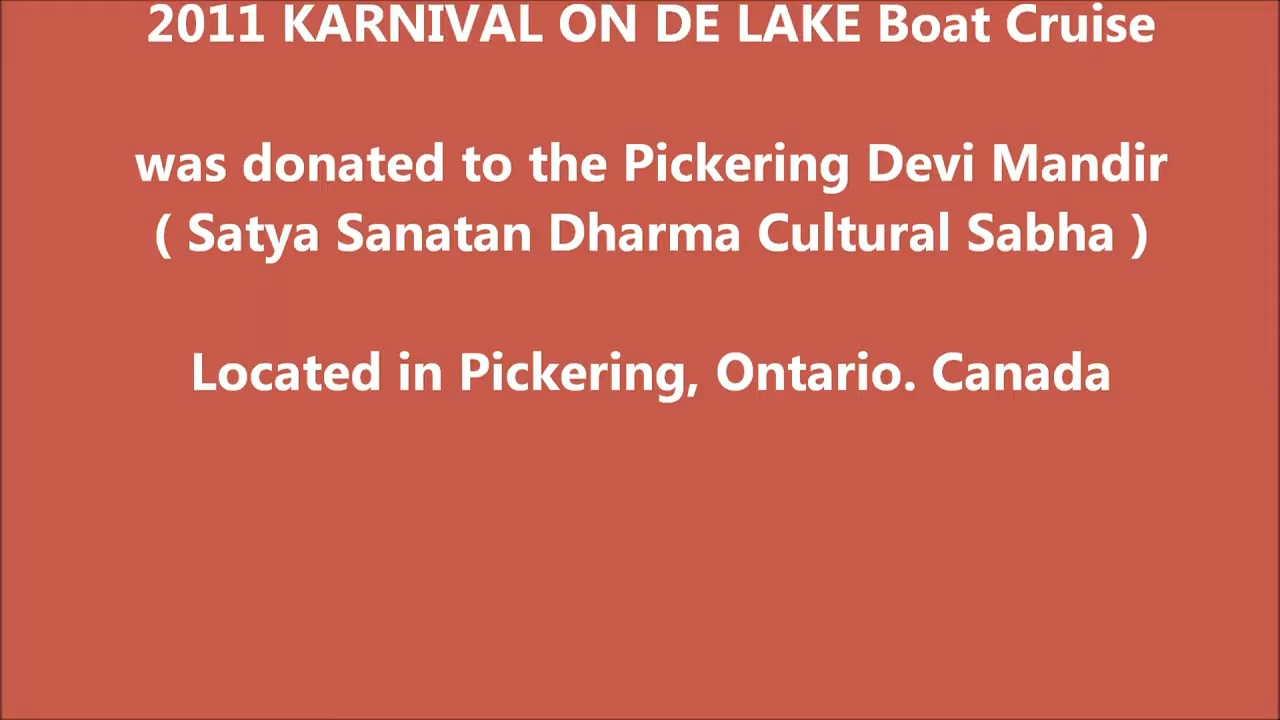 2011 KARNIVAL ON DE LAKE Boat Cruise
was donated to the Pickering Devi Mandir
( Satya Sanatan Dharma Cultural Sabha )
Located in Pickering, Ontario. Canada